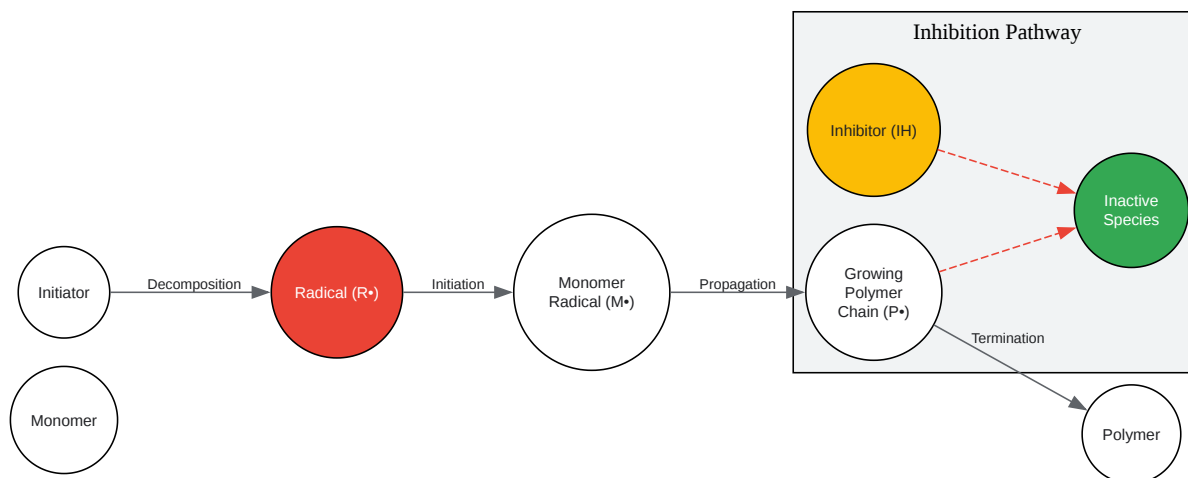 Inhibition Pathway
Inhibitor (IH)
Inactive
Species
Initiator
Decomposition
Radical (R•)
Initiation
Monomer
Radical (M•)
Propagation
Growing
Polymer
Chain (P•)
Termination
Monomer
Polymer